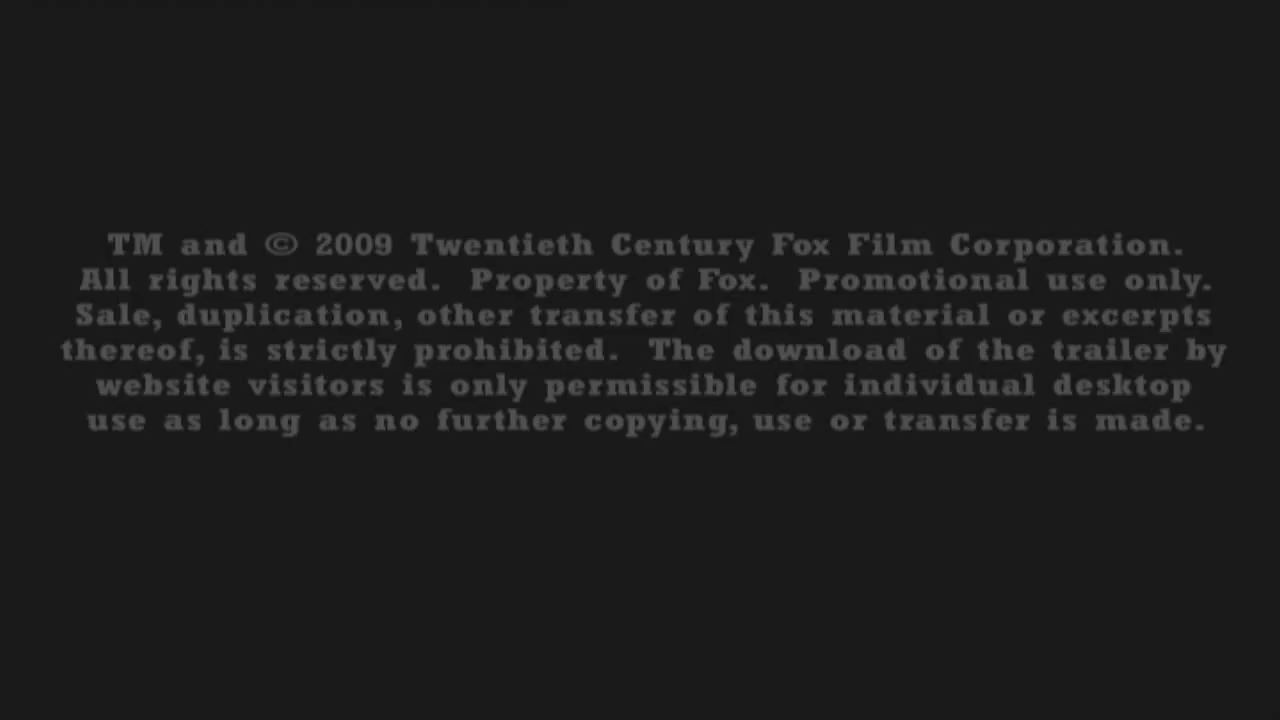 TM and © 2009 Twentieth Century Fox Film Corporation.
All rights reserved. Property of Fox. Promotional use only.
Sale, duplication, other transfer of this material or excerpts
thereof, is strictly prohibited. The download of the trailer by
website visitors is only permissible for individual desktop
use as long as no further copying, use or transfer is made.